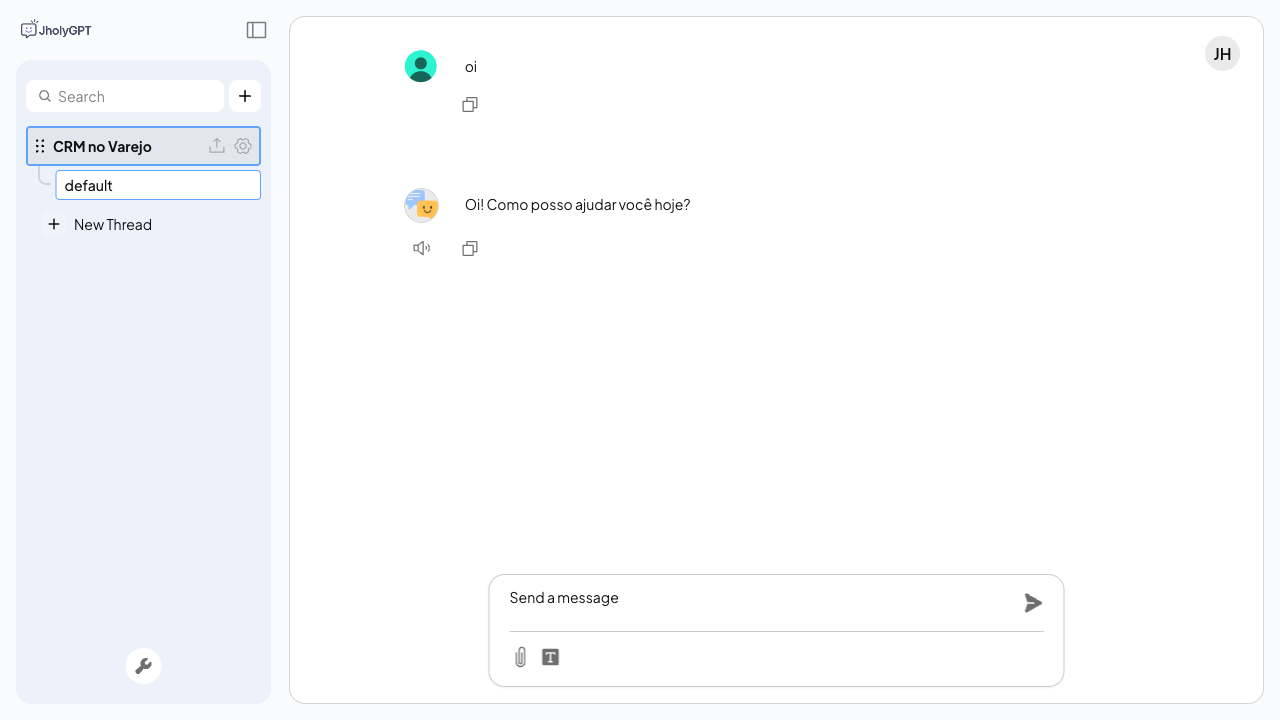 JholyGPT
Search
CRM no Varejo
default
New Thread
JH
oi
Oi! Como posso ajudar você hoje?
Send a message
T